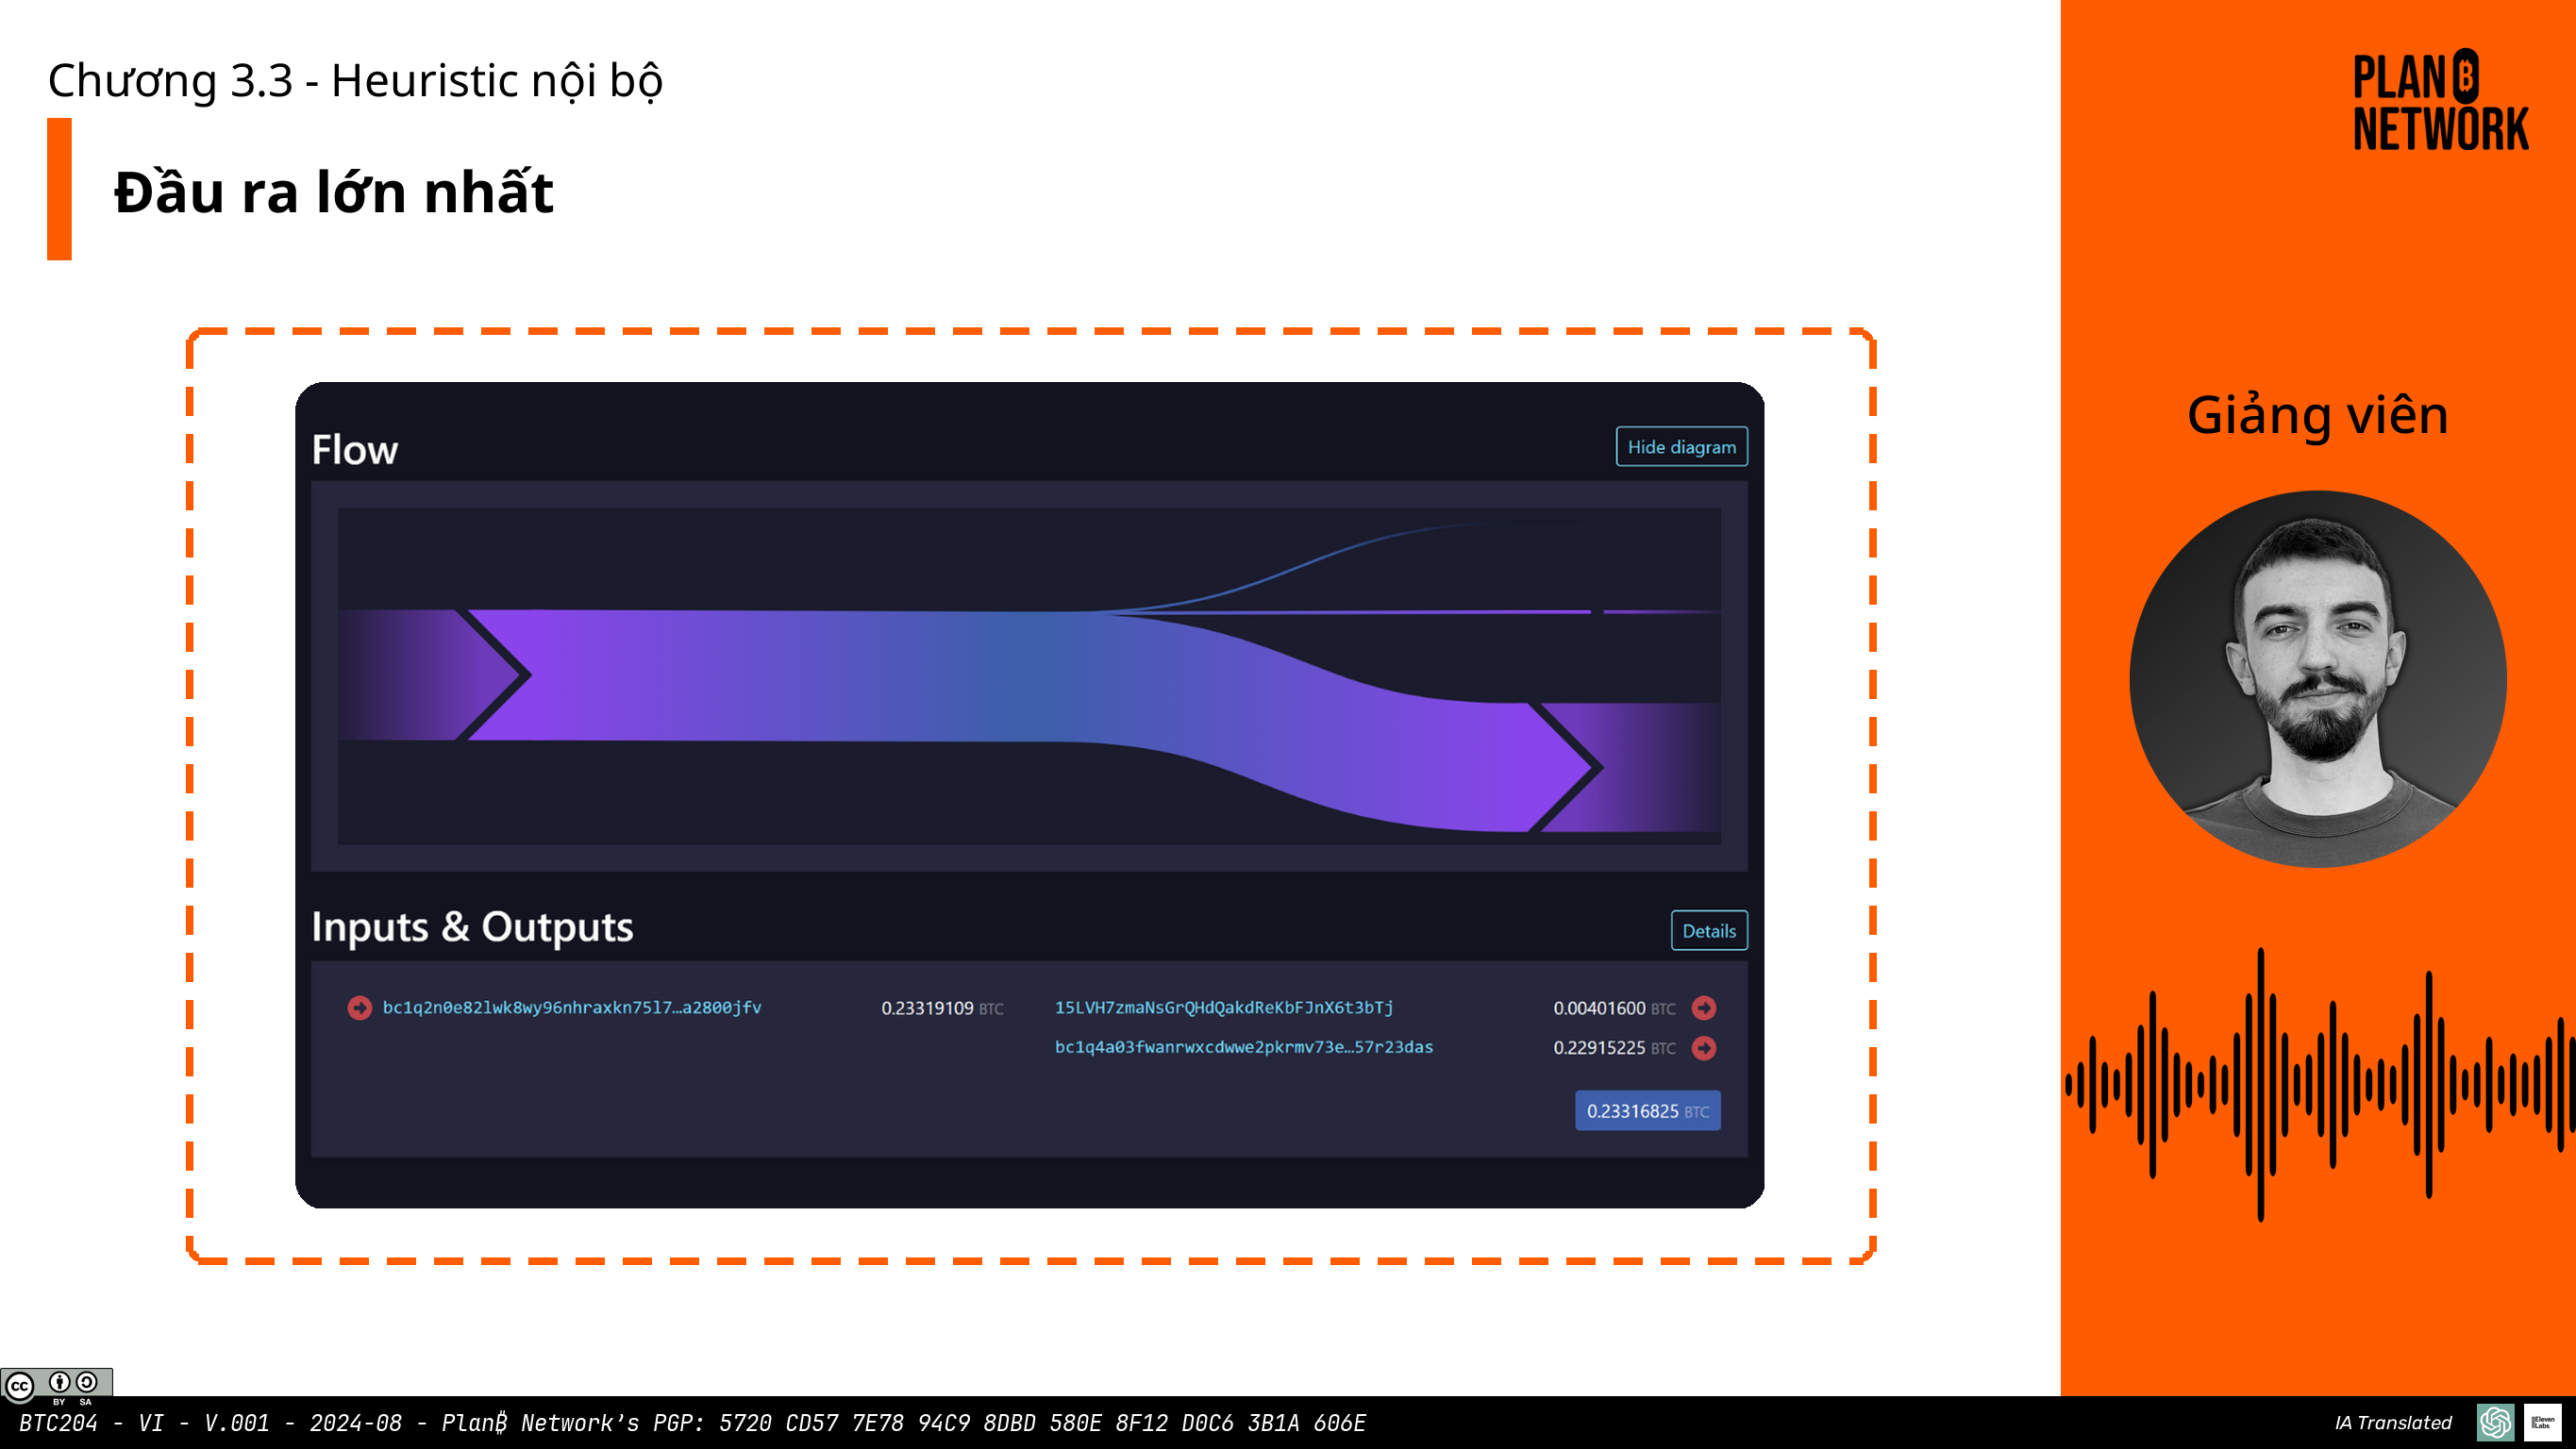 Chương 3.3 - Heuristic nội bộ
Đầu ra lớn nhất
PLAN ₿
NETWORK
Giảng viên
Flow
Hide diagram
Inputs & Outputs
Details
bc1q2n0e82lwk8wy96nhraxkn75l7…a2800jfv 0.23319109 BTC
15LVH7zmaNsGrQHdQakdReKbFJnX6t3bTj 0.00401600 BTC
bc1q4a03fwanrwxcdwwe2pkrmv73e…57r23das 0.22915225 BTC
0.23316825 BTC
cc BY SA
BTC204 - VI - V.001 - 2024-08 - Plan₿ Network’s PGP: 5720 CD57 7E78 94C9 8DBD 580E 8F12 D0C6 3B1A 606E
IA Translated
ElevenLabs